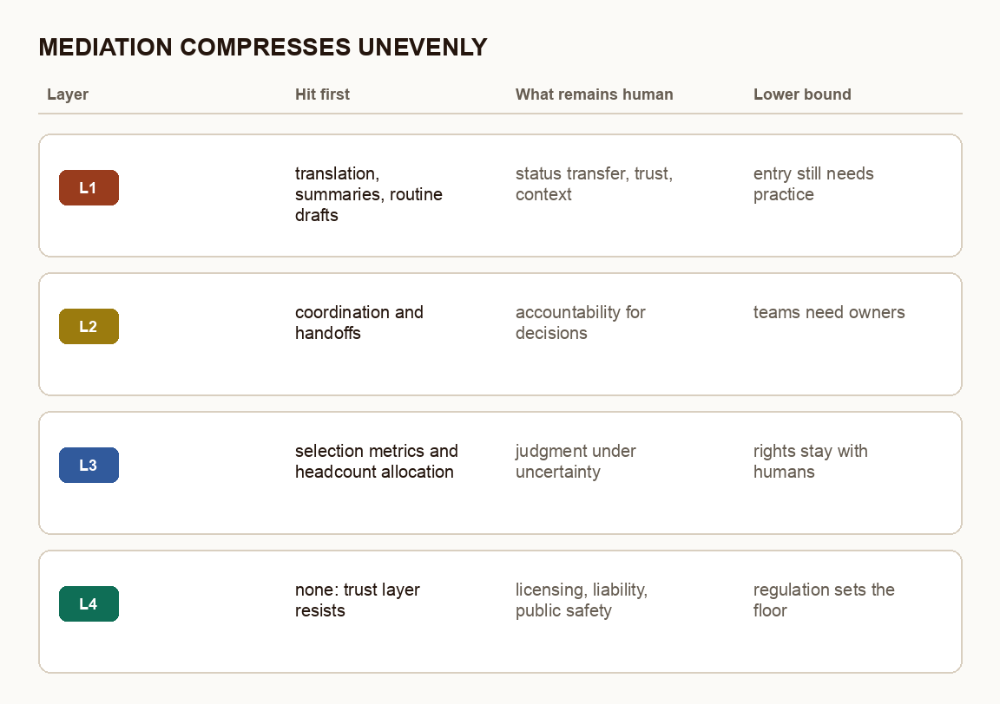 MEDIATION COMPRESSES UNEVENLY
Layer Hit first What remains human Lower bound
L1
translation,
summaries, routine
drafts
status transfer, trust,
context
entry still needs
practice
L2
coordination and
handoffs
accountability for
decisions
teams need owners
L3
selection metrics and
headcount allocation
judgment under
uncertainty
rights stay with
humans
L4
none: trust layer
resists
licensing, liability,
public safety
regulation sets the
floor